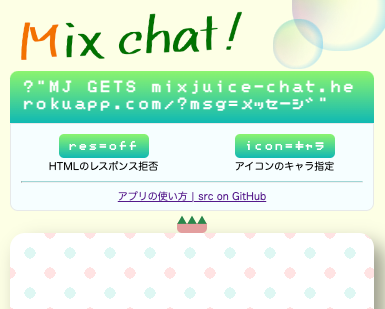 Mix chat!
?"MJ GETS mixjuice-chat.he
rokuapp.com/?msg=メッセージ"
res=off
icon=キャラ
HTMLのレスポンス拒否
アイコンのキャラ指定
アプリの使い方 | src on GitHub